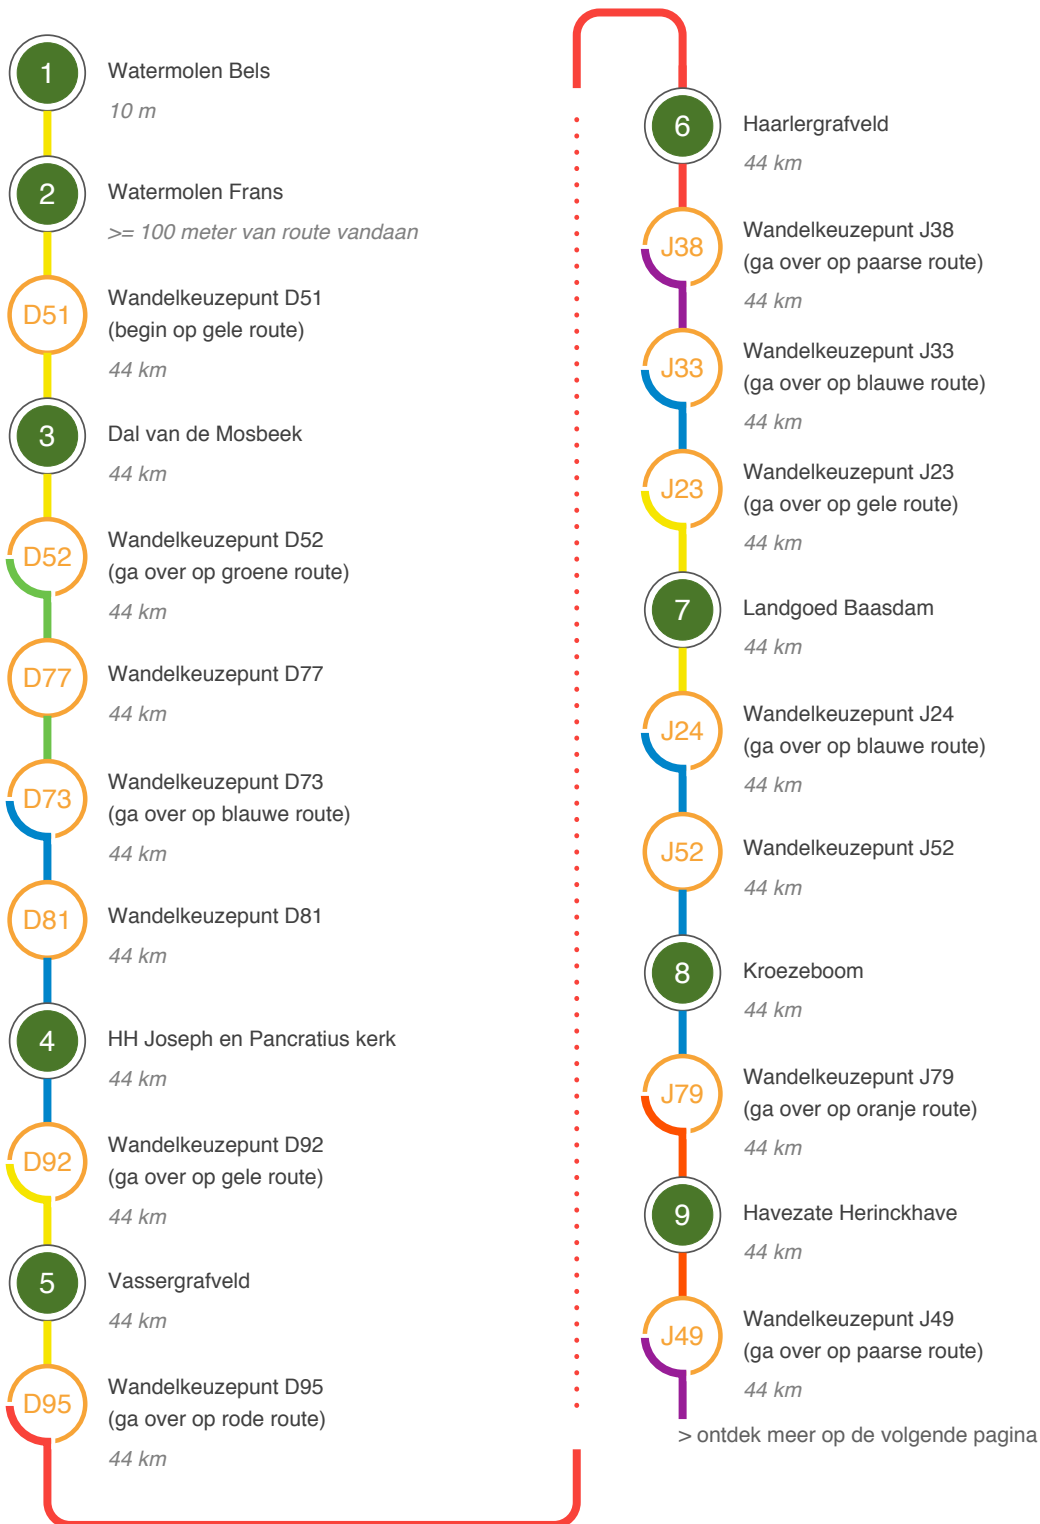 1
Watermolen Bels
10 m
2
Watermolen Frans
>= 100 meter van route vandaan
D51
Wandelkeuzepunt D51
(begin op gele route)
44 km
3
Dal van de Mosbeek
44 km
D52
Wandelkeuzepunt D52
(ga over op groene route)
44 km
D77
Wandelkeuzepunt D77
44 km
D73
Wandelkeuzepunt D73
(ga over op blauwe route)
44 km
D81
Wandelkeuzepunt D81
44 km
4
HH Joseph en Pancratius kerk
44 km
D92
Wandelkeuzepunt D92
(ga over op gele route)
44 km
5
Vassergrafveld
44 km
D95
Wandelkeuzepunt D95
(ga over op rode route)
44 km
6
Haarlergrafveld
44 km
J38
Wandelkeuzepunt J38
(ga over op paarse route)
44 km
J33
Wandelkeuzepunt J33
(ga over op blauwe route)
44 km
J23
Wandelkeuzepunt J23
(ga over op gele route)
44 km
7
Landgoed Baasdam
44 km
J24
Wandelkeuzepunt J24
(ga over op blauwe route)
44 km
J52
Wandelkeuzepunt J52
44 km
8
Kroezeboom
44 km
J79
Wandelkeuzepunt J79
(ga over op oranje route)
44 km
9
Havezate Herinckhave
44 km
J49
Wandelkeuzepunt J49
(ga over op paarse route)
44 km
> ontdek meer op de volgende pagina